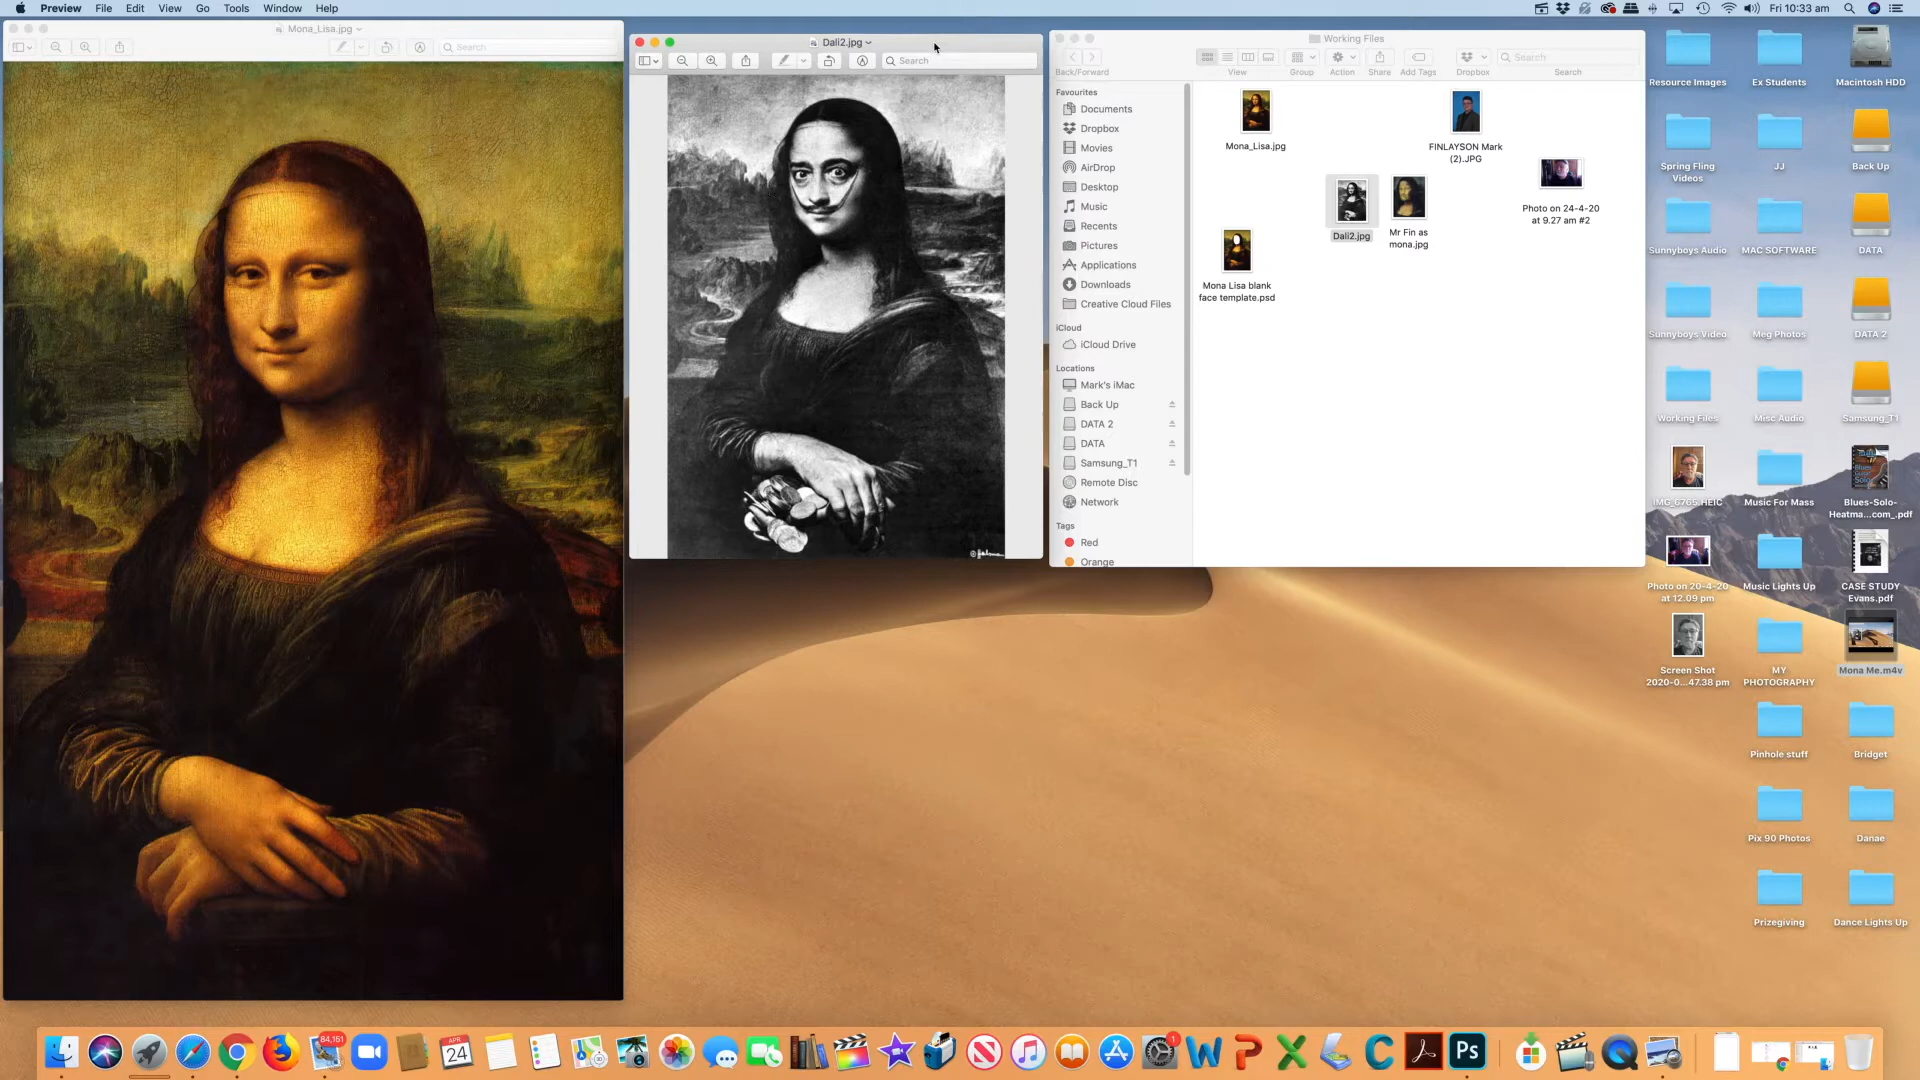 Preview File Edit View Go Tools Window Help
Fri 10:33 am
Mona_Lisa.jpg
Search
Dali2.jpg
Search
Working Files
Search
Back/Forward View Group Action Share Add Tags Dropbox Search
Favourites
Documents
Dropbox
Movies
AirDrop
Desktop
Music
Recents
Pictures
Applications
Downloads
Creative Cloud Files
iCloud
iCloud Drive
Locations
Mark's iMac
Back Up
DATA 2
DATA
Samsung_T1
Remote Disc
Network
Tags
Red
Orange
Mona_Lisa.jpg
FINLAYSON Mark
(2).JPG
Photo on 24-4-20
at 9.27 am #2
Dali2.jpg
Mr Fin as
mona.jpg
Mona Lisa blank
face template.psd
Resource Images Ex Students Macintosh HDD
Spring Fling
Videos
JJ
Back Up
Sunnyboys Audio MAC SOFTWARE DATA
Sunnyboys Video Meg Photos DATA 2
Working Files Misc Audio Samsung_T1
IMG_6765.HEIC Music For Mass
Blues-Solo-
Heatma...com_.pdf
Photo on 20-4-20
at 12.09 pm
Music Lights Up
CASE STUDY
Evans.pdf
Screen Shot
2020-0...47.38 pm
MY
PHOTOGRAPHY
Mona Me.m4v
Pinhole stuff Bridget
Pix 90 Photos Danae
Prizegiving Dance Lights Up
84,151
APR
24
1
Ps